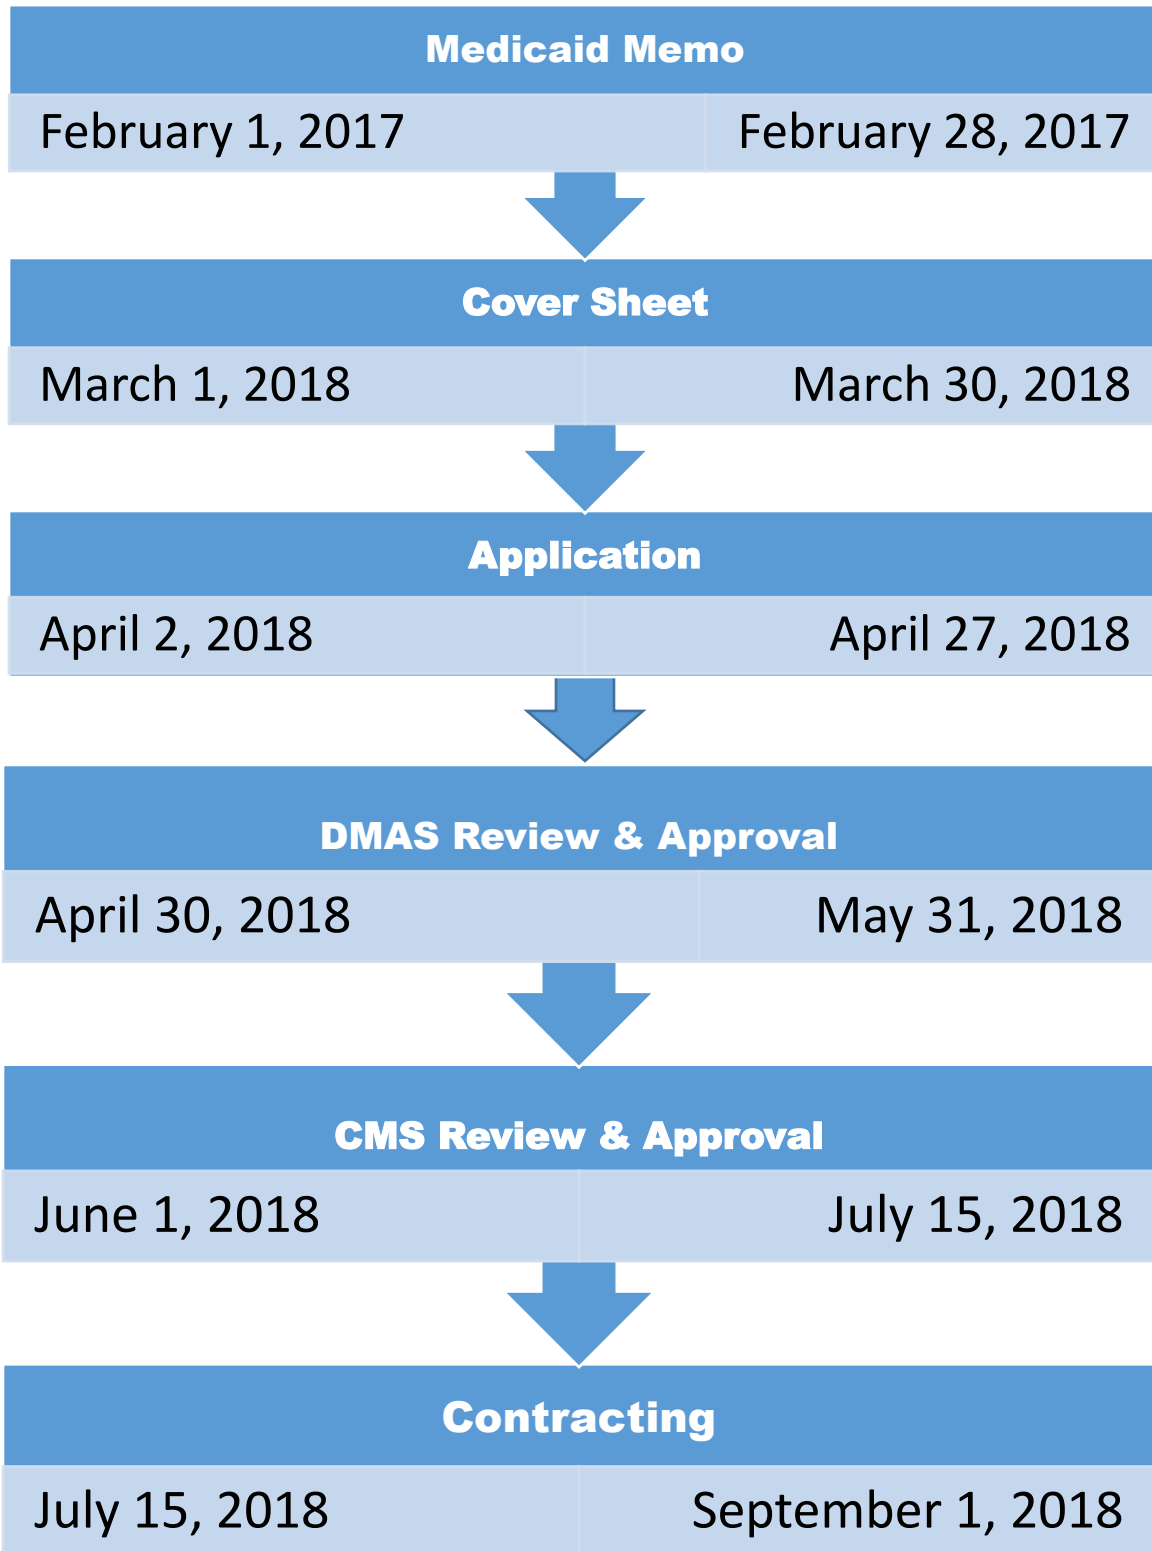 Medicaid Memo
February 1, 2017 February 28, 2017
Cover Sheet
March 1, 2018 March 30, 2018
Application
April 2, 2018 April 27, 2018
DMAS Review & Approval
April 30, 2018 May 31, 2018
CMS Review & Approval
June 1, 2018 July 15, 2018
Contracting
July 15, 2018 September 1, 2018